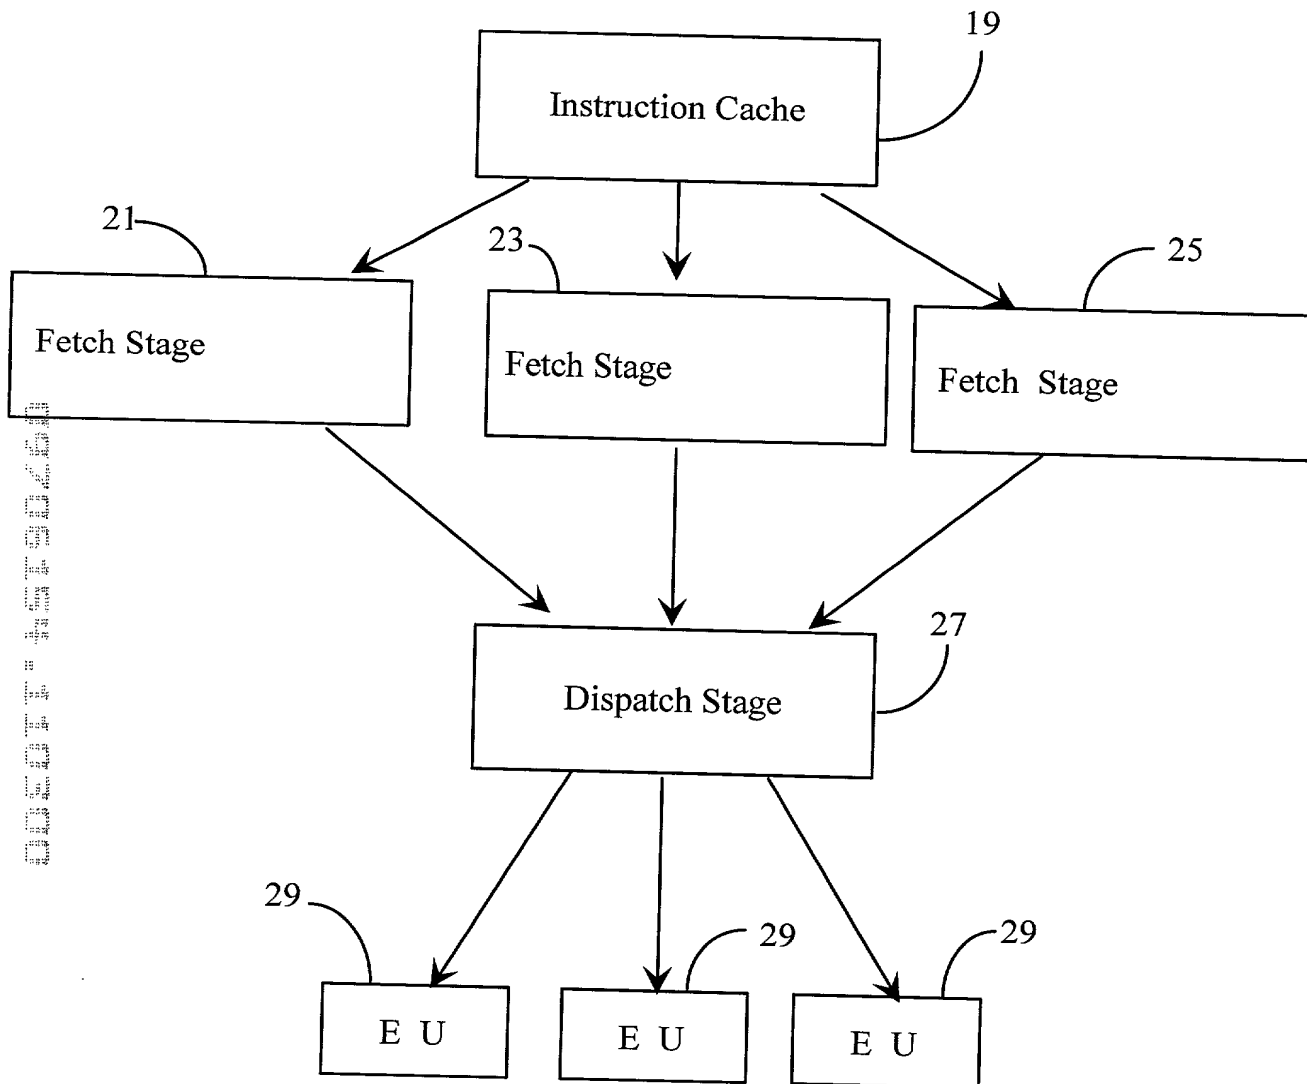 19
Instruction Cache
21
23
25
Fetch Stage
Fetch Stage
Fetch Stage
27
Dispatch Stage
29
29
29
E U
E U
E U